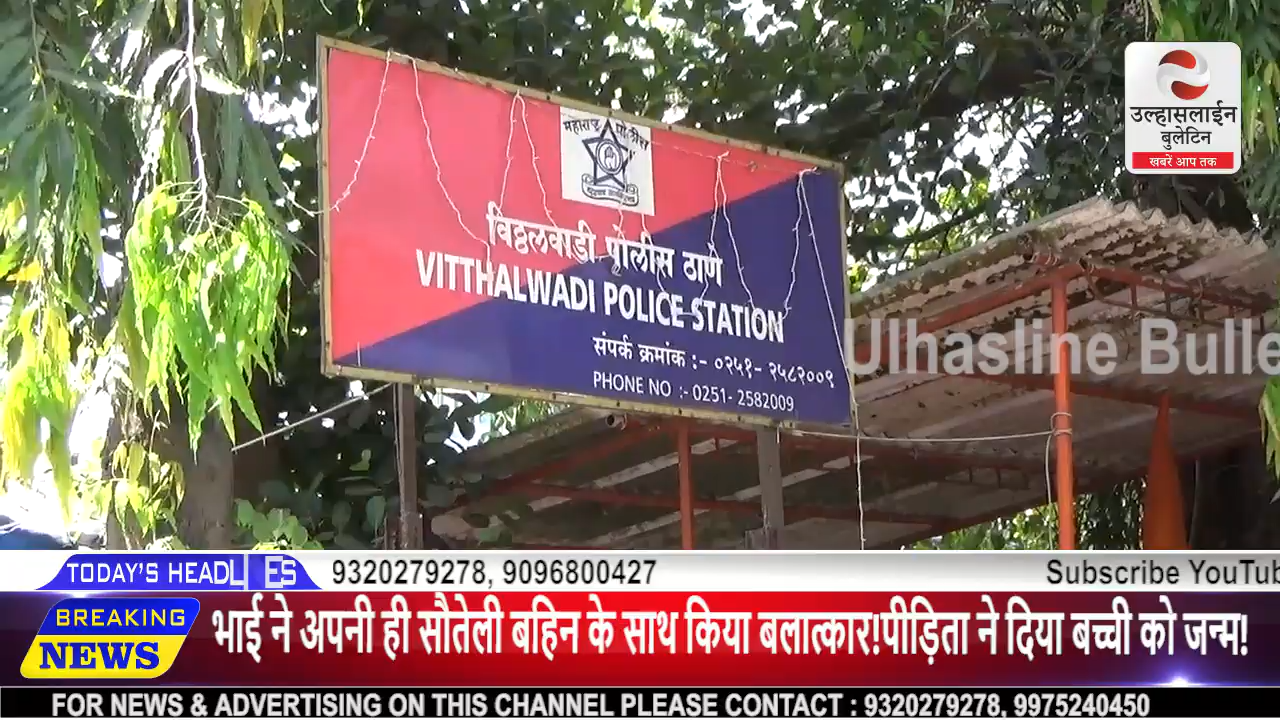 उल्हासलाईन
बुलेटिन
खबरें आप तक
महाराष्ट्र पोलीस
विठ्ठलवाडी पोलीस ठाणे
VITTHALWADI POLICE STATION
संपर्क क्रमांक :- ०२५१- २५८२००९
PHONE NO :- 0251- 2582009
Ulhasline Bulle
TODAY'S HEADLINES
9320279278, 9096800427
Subscribe YouTub
BREAKING
NEWS
भाई ने अपनी ही सौतेली बहिन के साथ किया बलात्कार!पीड़िता ने दिया बच्ची को जन्म!
FOR NEWS & ADVERTISING ON THIS CHANNEL PLEASE CONTACT : 9320279278, 9975240450